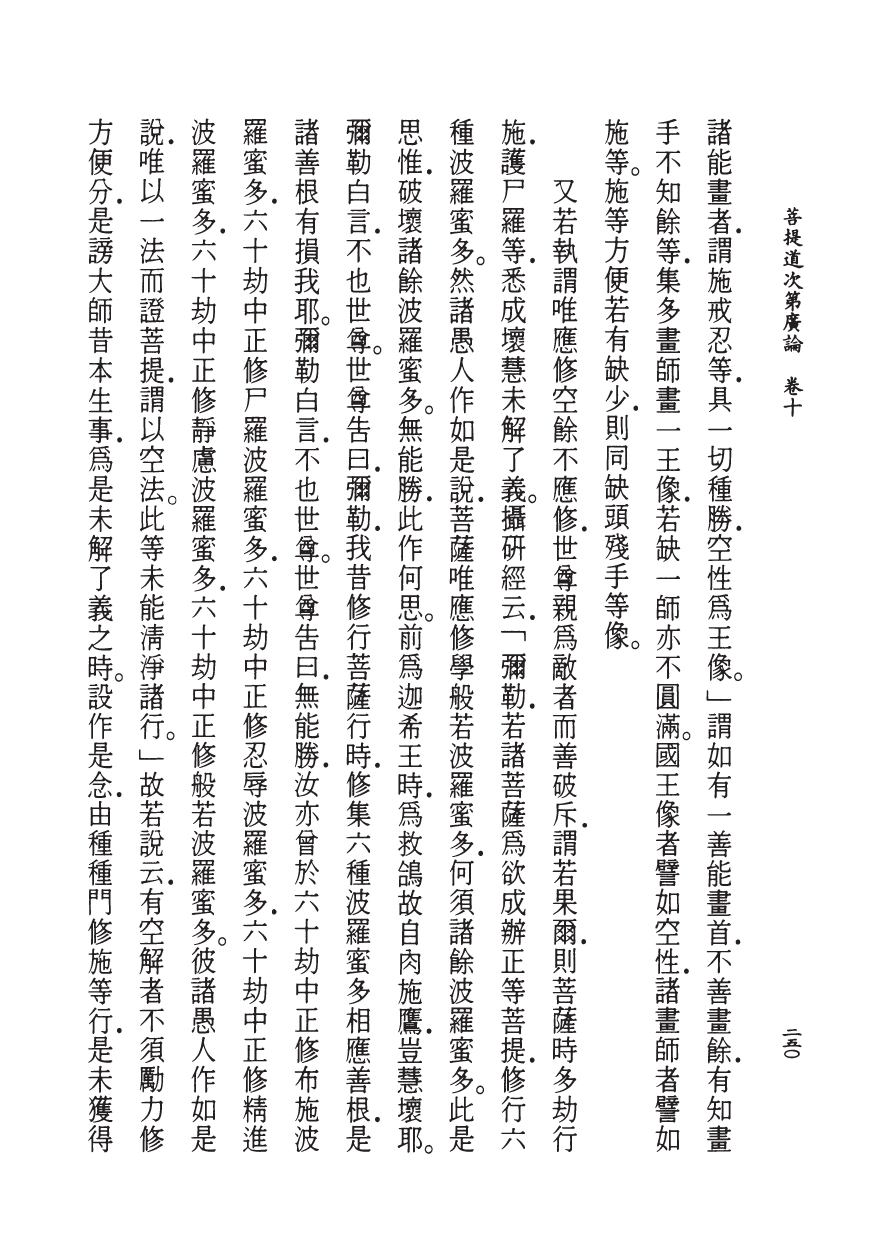 菩提道次第廣論　卷十
二五〇
諸能畫者．謂施戒忍等．具一切種勝．空性爲王像。」謂如有一善能畫首．不善畫餘．有知畫
手不知餘等．集多畫師畫一王像．若缺一師亦不圓滿。國王像者譬如空性．諸畫師者譬如
施等。施等方便若有缺少．則同缺頭殘手等像。
又若執謂唯應修空餘不應修．世尊親爲敵者而善破斥．謂若果爾．則菩薩時多劫行
施．護尸羅等．悉成壞慧未解了義。攝研經云．「彌勒．若諸菩薩爲欲成辦正等菩提．修行六
種波羅蜜多。然諸愚人作如是說．菩薩唯應修學般若波羅蜜多．何須諸餘波羅蜜多。此是
思惟．破壞諸餘波羅蜜多。無能勝．此作何思。前爲迦希王時．爲救鴿故自肉施鷹．豈慧壞耶。
彌勒白言．不也世尊。世尊告曰．彌勒．我昔修行菩薩行時．修集六種波羅蜜多相應善根．是
諸善根有損我耶。彌勒白言．不也世尊。世尊告曰．無能勝．汝亦曾於六十劫中正修布施波
羅蜜多．六十劫中正修尸羅波羅蜜多．六十劫中正修忍辱波羅蜜多．六十劫中正修精進
波羅蜜多．六十劫中正修靜慮波羅蜜多．六十劫中正修般若波羅蜜多。彼諸愚人作如是
說．唯以一法而證菩提．謂以空法。此等未能淸淨諸行。」故若說云．有空解者不須勵力修
方便分．是謗大師昔本生事．爲是未解了義之時。設作是念．由種種門修施等行．是未獲得